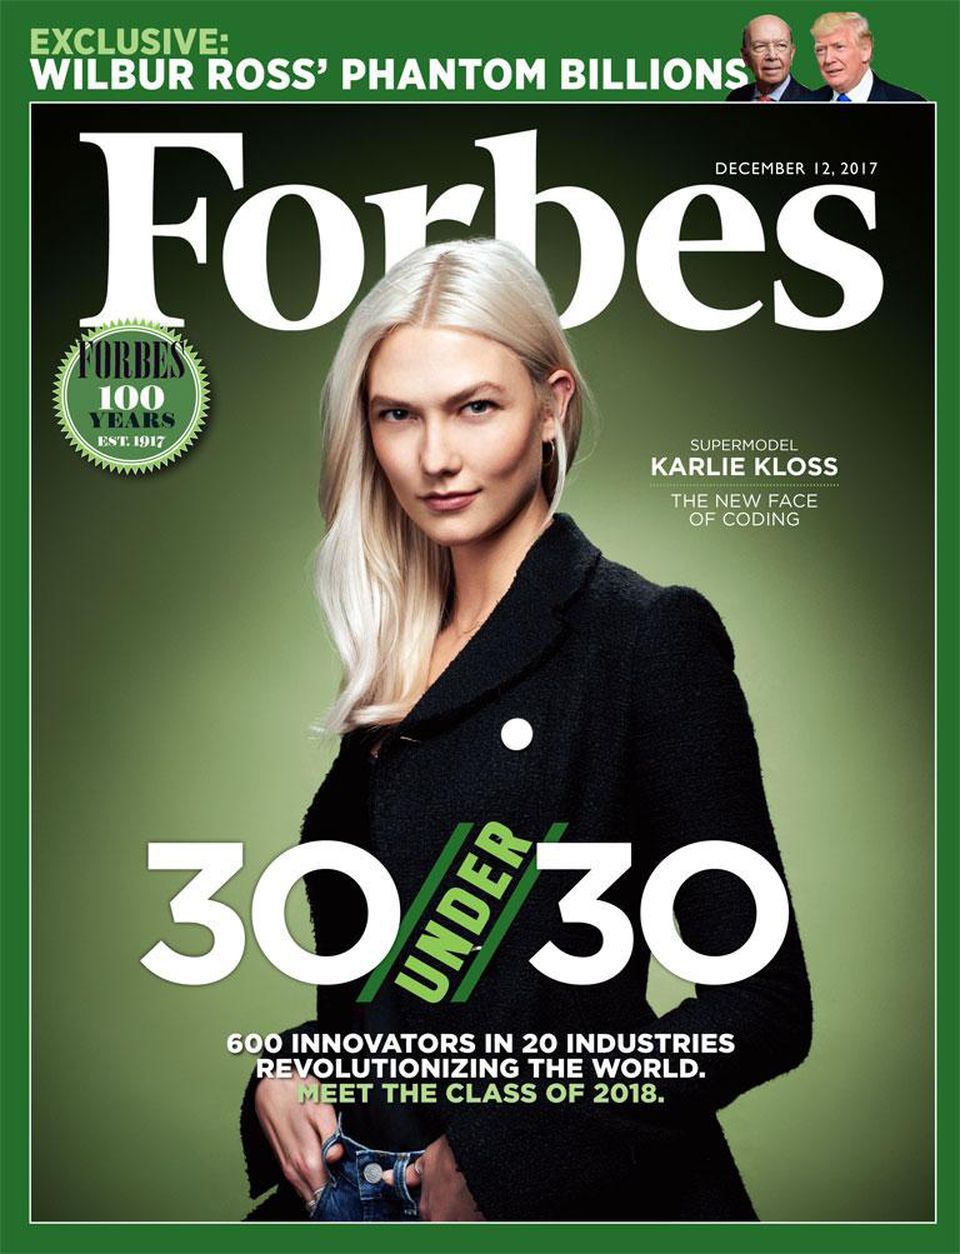 EXCLUSIVE:
WILBUR ROSS’ PHANTOM BILLIONS
Forbes
DECEMBER 12, 2017
FORBES
100
YEARS
EST. 1917
SUPERMODEL
KARLIE KLOSS
THE NEW FACE
OF CODING
30 UNDER 30
600 INNOVATORS IN 20 INDUSTRIES
REVOLUTIONIZING THE WORLD.
MEET THE CLASS OF 2018.